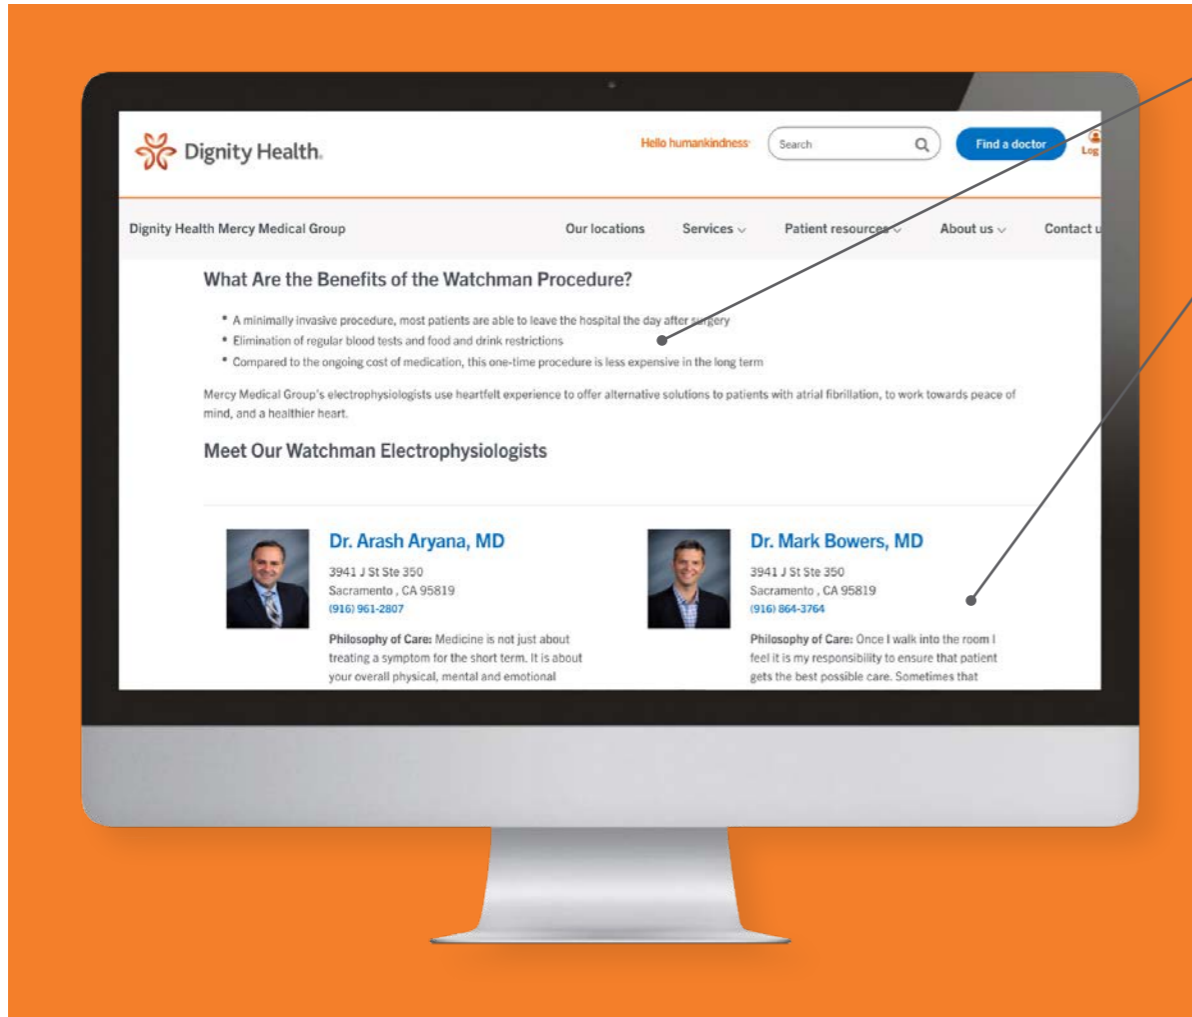 Dignity Health.
Hello humankindness
Search
Find a doctor
Log
Dignity Health Mercy Medical Group
Our locations
Services
Patient resources
About us
Contact u
What Are the Benefits of the Watchman Procedure?
• A minimally invasive procedure, most patients are able to leave the hospital the day after surgery
• Elimination of regular blood tests and food and drink restrictions
• Compared to the ongoing cost of medication, this one-time procedure is less expensive in the long term
Mercy Medical Group's electrophysiologists use heartfelt experience to offer alternative solutions to patients with atrial fibrillation, to work towards peace of
mind, and a healthier heart.
Meet Our Watchman Electrophysiologists
Dr. Arash Aryana, MD
3941 J St Ste 350
Sacramento , CA 95819
(916) 961-2807
Philosophy of Care: Medicine is not just about
treating a symptom for the short term. It is about
your overall physical, mental and emotional
Dr. Mark Bowers, MD
3941 J St Ste 350
Sacramento , CA 95819
(916) 864-3764
Philosophy of Care: Once I walk into the room I
feel it is my responsibility to ensure that patient
gets the best possible care. Sometimes that